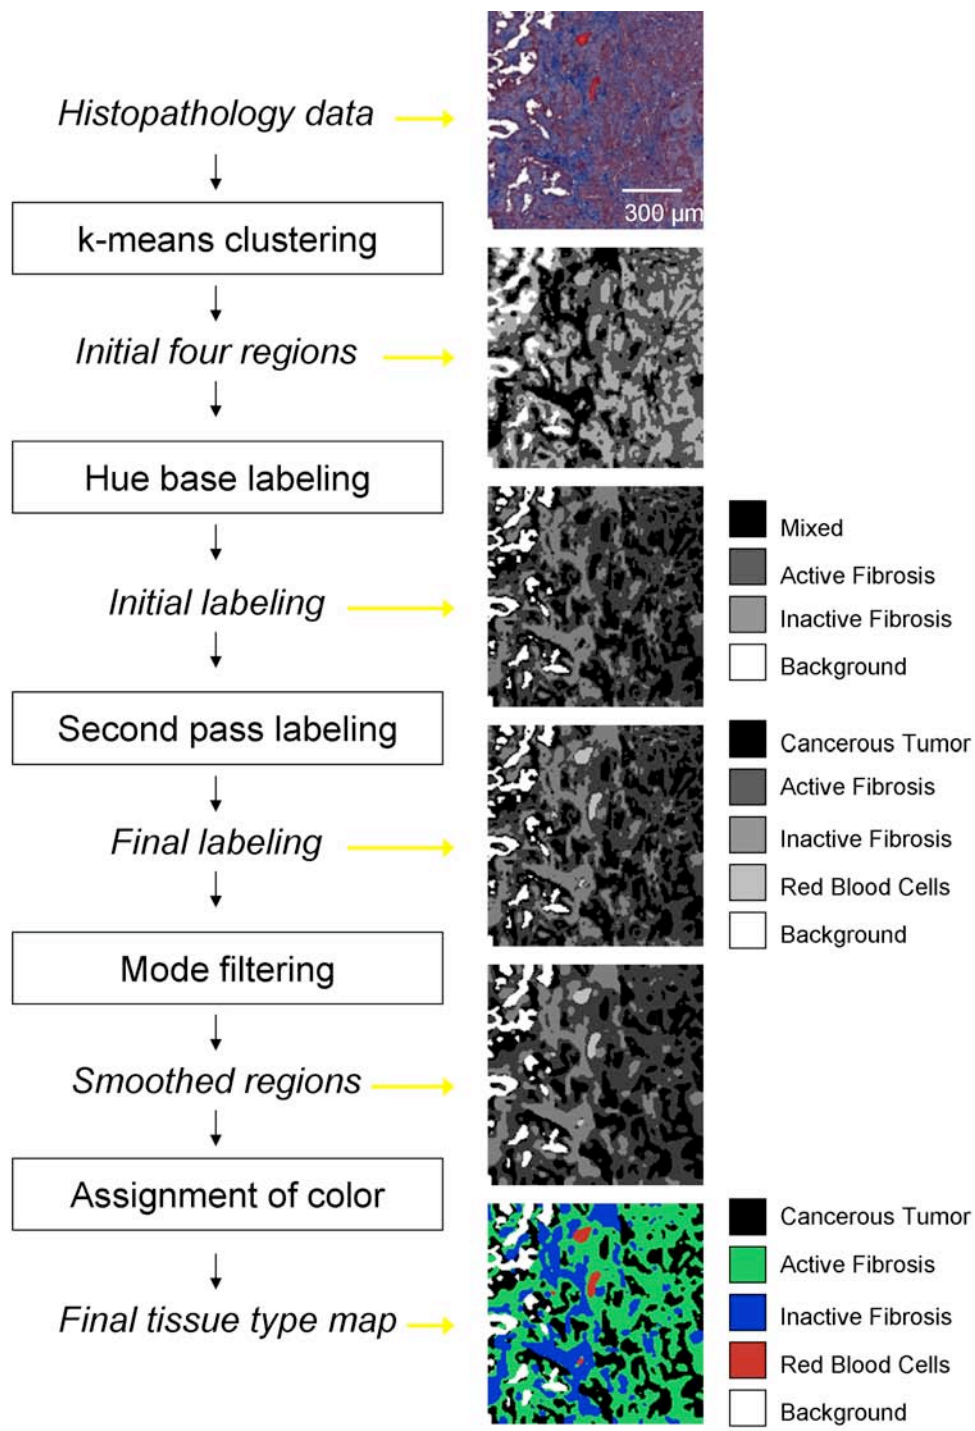 Histopathology data
300 µm
k-means clustering
Initial four regions
Hue base labeling
Mixed
Active Fibrosis
Inactive Fibrosis
Background
Initial labeling
Second pass labeling
Cancerous Tumor
Active Fibrosis
Inactive Fibrosis
Red Blood Cells
Background
Final labeling
Mode filtering
Smoothed regions
Assignment of color
Cancerous Tumor
Active Fibrosis
Inactive Fibrosis
Red Blood Cells
Background
Final tissue type map